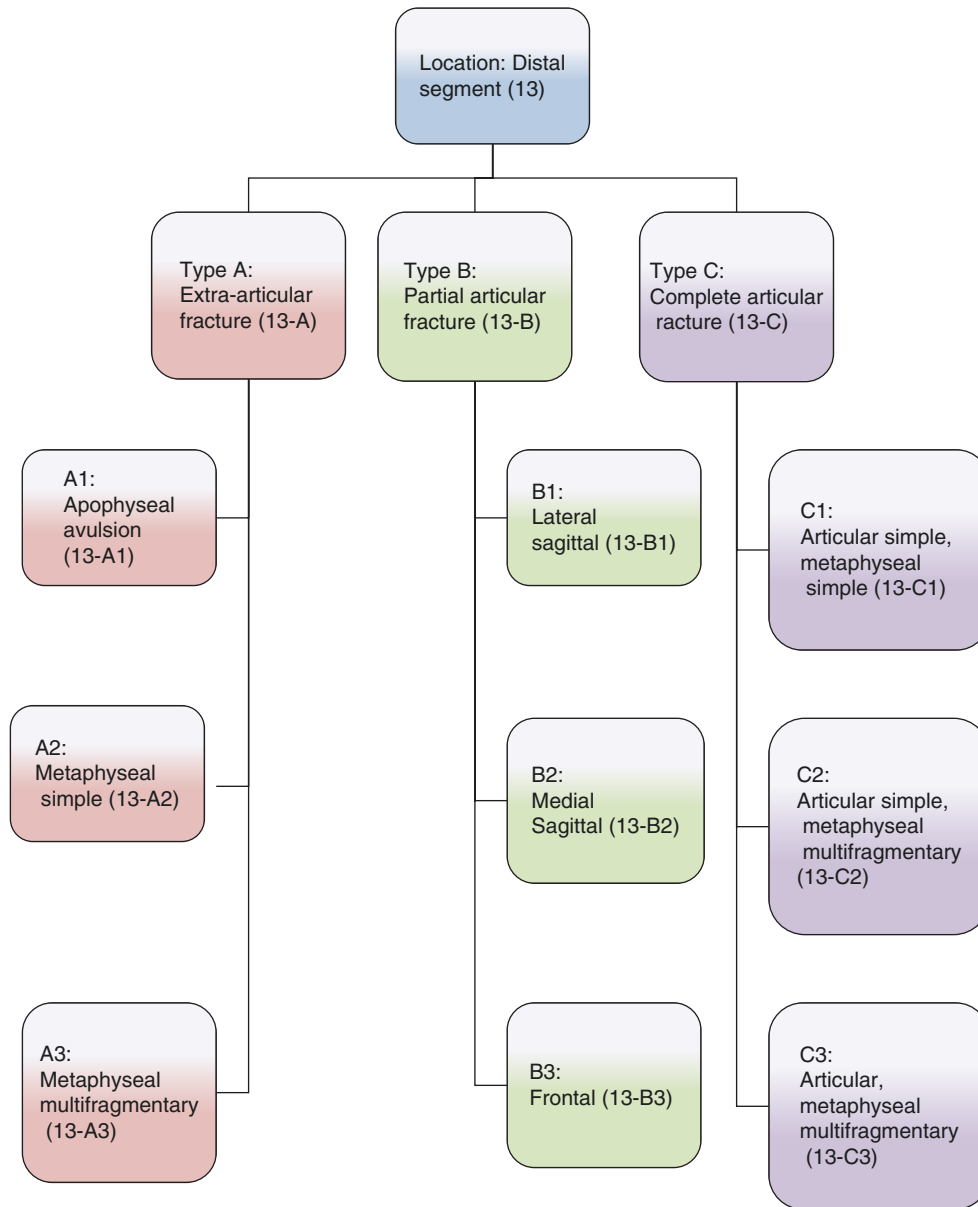 Location: Distal
segment (13)
Type A:
Extra-articular
fracture (13-A)
Type B:
Partial articular
fracture (13-B)
Type C:
Complete articular
racture (13-C)
A1:
Apophyseal
avulsion
(13-A1)
B1:
Lateral
sagittal (13-B1)
C1:
Articular simple,
metaphyseal
simple (13-C1)
A2:
Metaphyseal
simple (13-A2)
B2:
Medial
Sagittal (13-B2)
C2:
Articular simple,
metaphyseal
multifragmentary
(13-C2)
A3:
Metaphyseal
multifragmentary
(13-A3)
B3:
Frontal (13-B3)
C3:
Articular,
metaphyseal
multifragmentary
(13-C3)